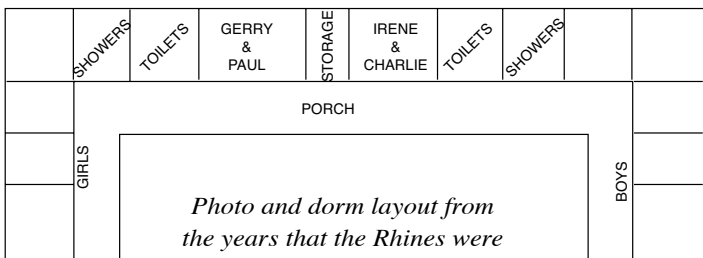 SHOWERS
TOILETS
GERRY
&
PAUL
STORAGE
IRENE
&
CHARLIE
TOILETS
SHOWERS
PORCH
GIRLS
BOYS
Photo and dorm layout from
the years that the Rhines were